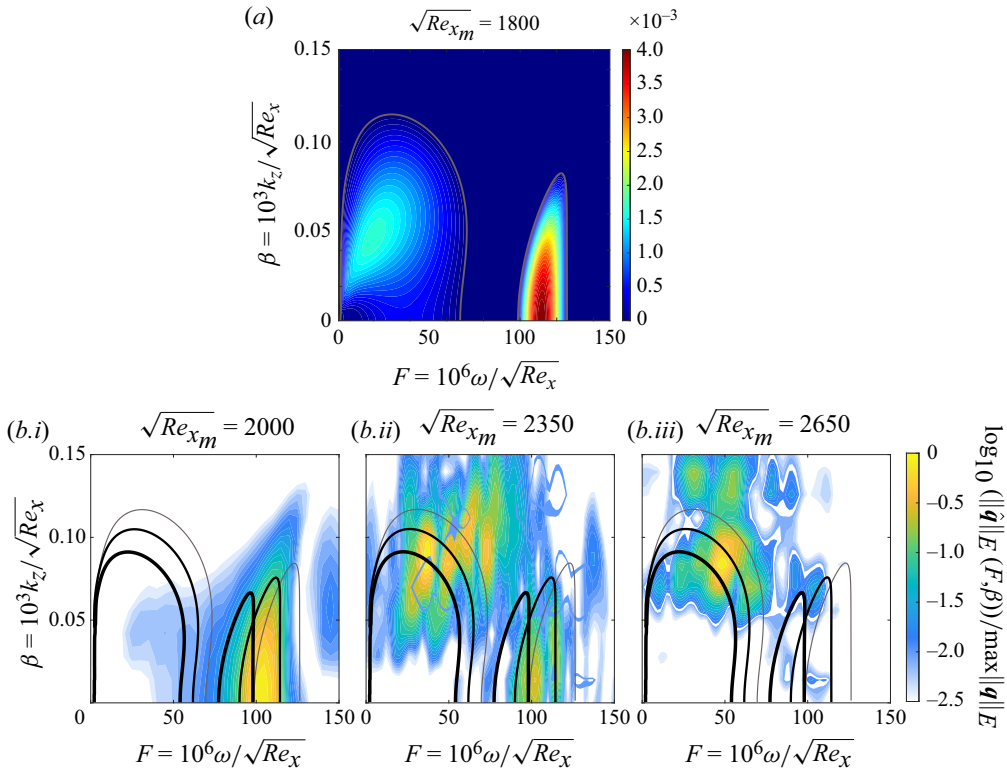 (a)
√Re_{x_m} = 1800
×10⁻³
0.15
0.10
0.05
0
β = 10³k_z/√Re_x
0 50 100 150
F = 10⁶ω/√Re_x
4.0
3.5
3.0
2.5
2.0
1.5
1.0
0.5
0
(b.i) √Re_{x_m} = 2000
(b.ii) √Re_{x_m} = 2350
(b.iii) √Re_{x_m} = 2650
0.15
0.10
0.05
0
β = 10³k_z/√Re_x
50 100 150
F = 10⁶ω/√Re_x
0 50 100 150
F = 10⁶ω/√Re_x
0 50 100 150
F = 10⁶ω/√Re_x
0
–0.5
–1.0
–1.5
–2.0
–2.5
log₁₀(||q̂||E (F,β))/max||q̂||E